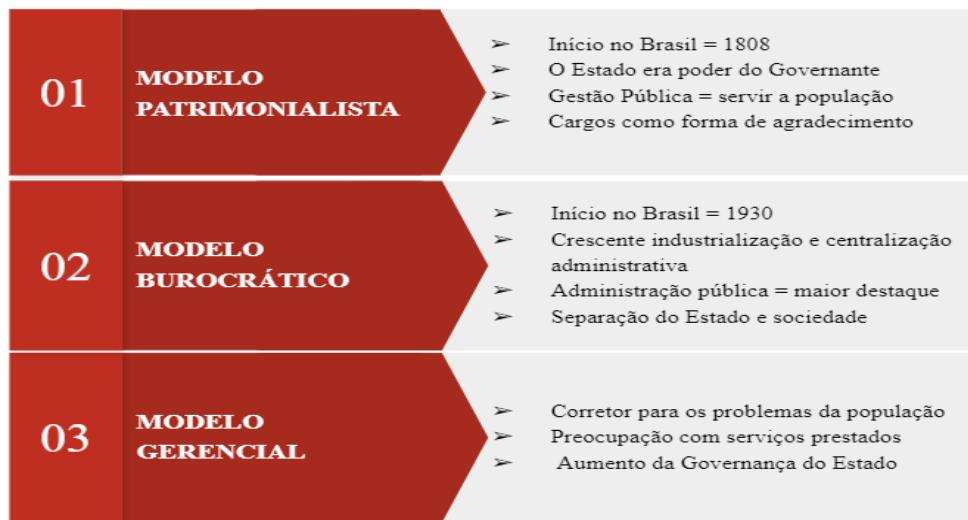 01
MODELO
PATRIMONIALISTA
➢ Início no Brasil = 1808
➢ O Estado era poder do Governante
➢ Gestão Pública = servir a população
➢ Cargos como forma de agradecimento
02
MODELO
BUROCRÁTICO
➢ Início no Brasil = 1930
➢ Crescente industrialização e centralização
administrativa
➢ Administração pública = maior destaque
➢ Separação do Estado e sociedade
03
MODELO
GERENCIAL
➢ Corretor para os problemas da população
➢ Preocupação com serviços prestados
➢ Aumento da Governança do Estado